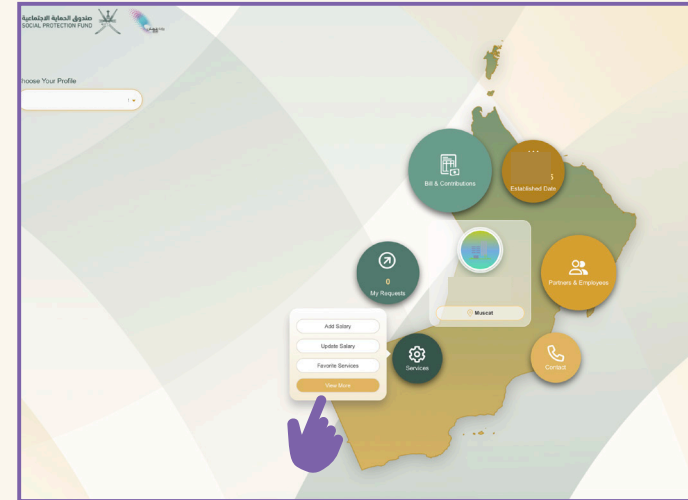 صندوق الحماية الاجتماعية
SOCIAL PROTECTION FUND
hoose Your Profile
Bill & Contributions
Established Date
0
My Requests
Partners & Employees
Muscat
Add Salary
Update Salary
Favorite Services
View More
Services
Contact